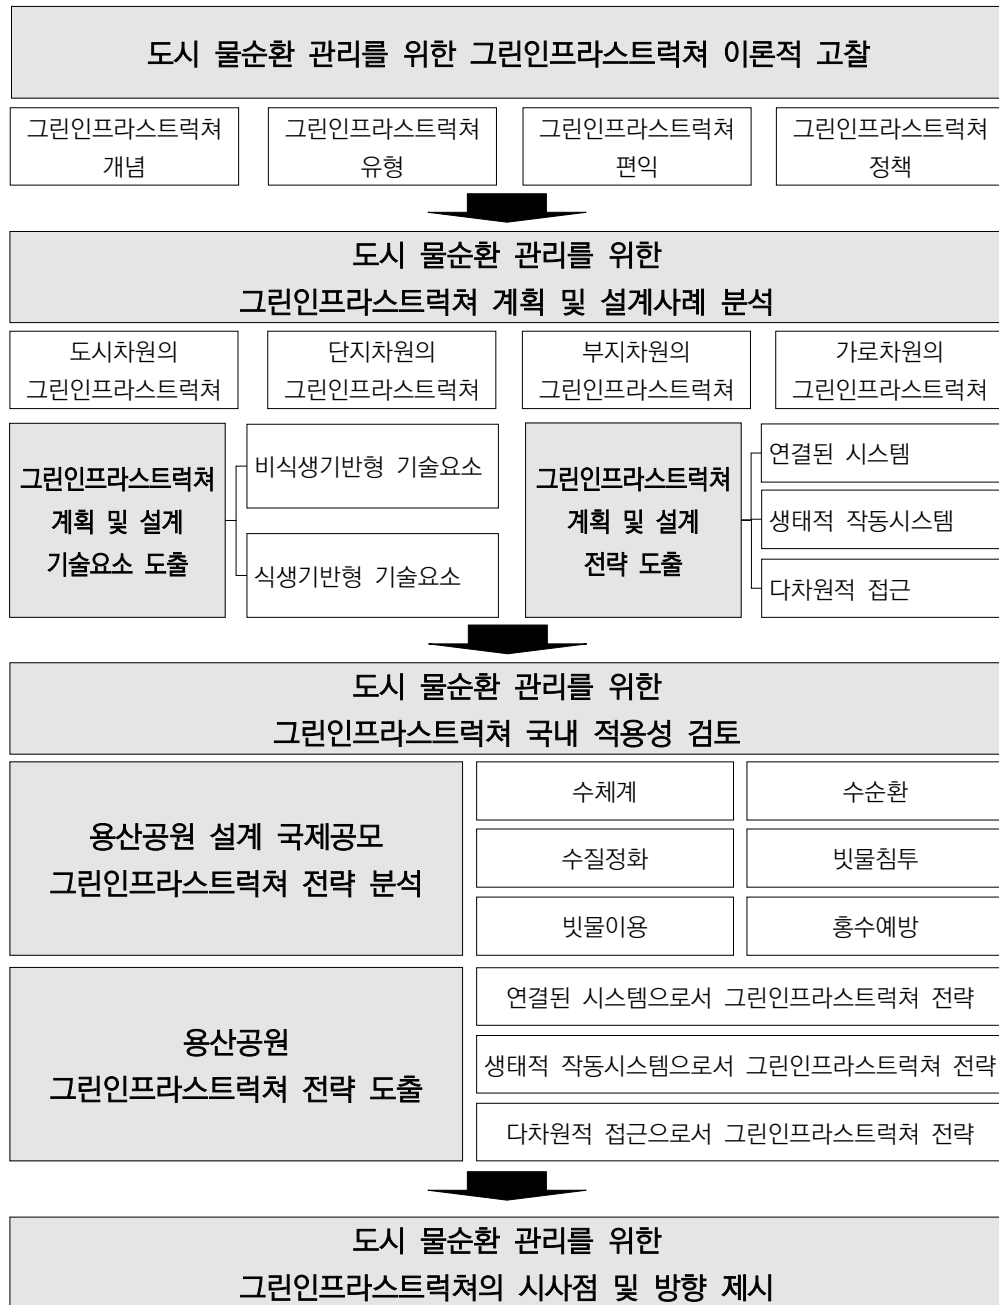 도시 물순환 관리를 위한 그린인프라스트럭쳐 이론적 고찰
그린인프라스트럭쳐
개념
그린인프라스트럭쳐
유형
그린인프라스트럭쳐
편익
그린인프라스트럭쳐
정책
도시 물순환 관리를 위한
그린인프라스트럭쳐 계획 및 설계사례 분석
도시차원의
그린인프라스트럭쳐
단지차원의
그린인프라스트럭쳐
부지차원의
그린인프라스트럭쳐
가로차원의
그린인프라스트럭쳐
그린인프라스트럭쳐
계획 및 설계
기술요소 도출
비식생기반형 기술요소
식생기반형 기술요소
그린인프라스트럭쳐
계획 및 설계
전략 도출
연결된 시스템
생태적 작동시스템
다차원적 접근
도시 물순환 관리를 위한
그린인프라스트럭쳐 국내 적용성 검토
용산공원 설계 국제공모
그린인프라스트럭쳐 전략 분석
수체계
수순환
수질정화
빗물침투
빗물이용
홍수예방
용산공원
그린인프라스트럭쳐 전략 도출
연결된 시스템으로서 그린인프라스트럭쳐 전략
생태적 작동시스템으로서 그린인프라스트럭쳐 전략
다차원적 접근으로서 그린인프라스트럭쳐 전략
도시 물순환 관리를 위한
그린인프라스트럭쳐의 시사점 및 방향 제시